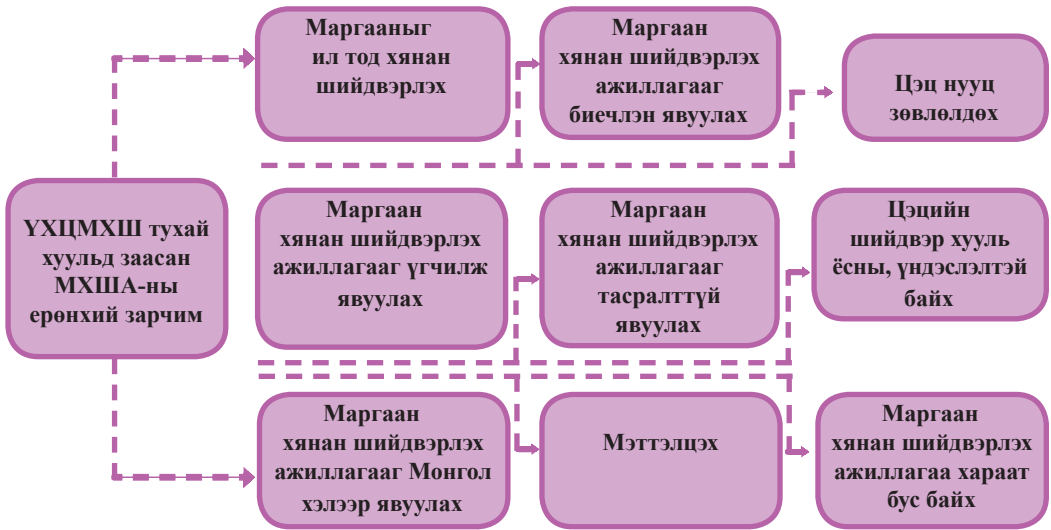 Маргааныг
ил тод хянан
шийдвэрлэх
Маргаан
хянан шийдвэрлэх
ажиллагааг
биечлэн явуулах
Цэц нууц
зөвлөлдөх
ҮХЦМХШ тухай
хуульд заасан
МХША-ны
ерөнхий зарчим
Маргаан
хянан шийдвэрлэх
ажиллагааг үгчилж
явуулах
Маргаан
хянан шийдвэрлэх
ажиллагааг
тасралттүй
явуулах
Цэцийн
шийдвэр хууль
ёсны, үндэслэлтэй
байх
Маргаан
хянан шийдвэрлэх
ажиллагааг Монгол
хэлээр явуулах
Мэттэлцэх
Маргаан
хянан шийдвэрлэх
ажиллагаа хараат
бус байх